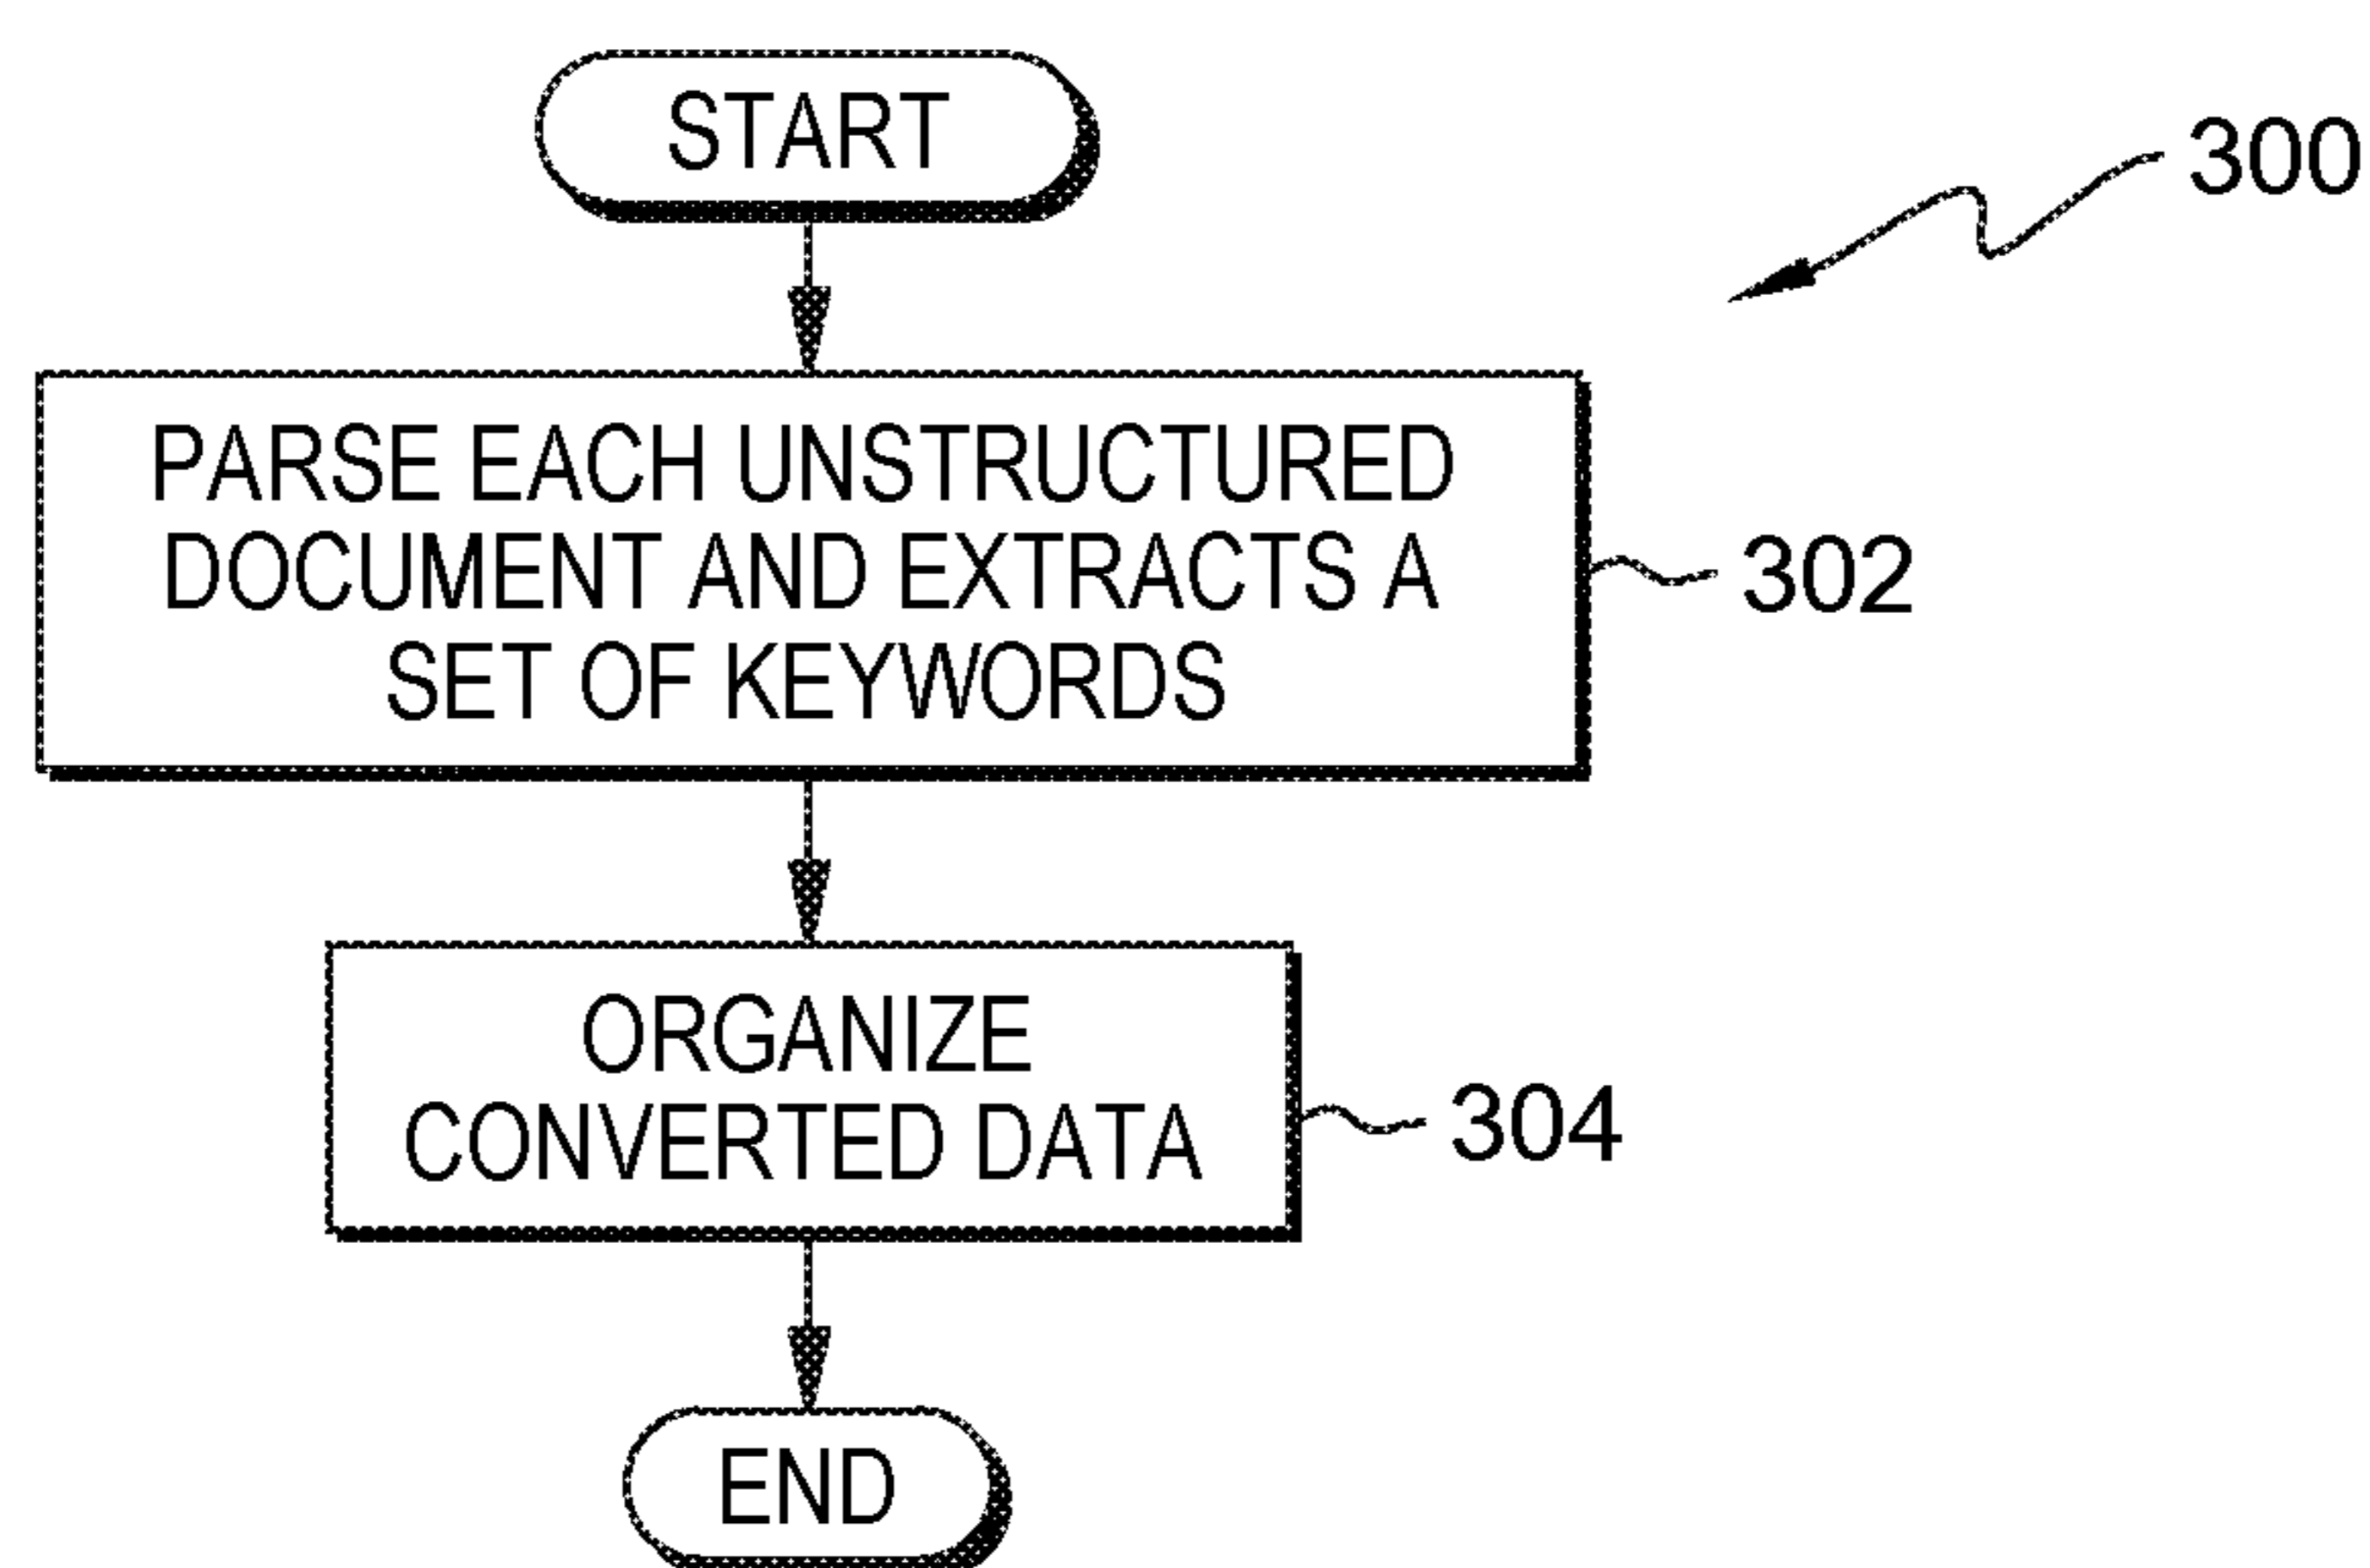 START
300
PARSE EACH UNSTRUCTURED
DOCUMENT AND EXTRACTS A
SET OF KEYWORDS
302
ORGANIZE
CONVERTED DATA
304
END